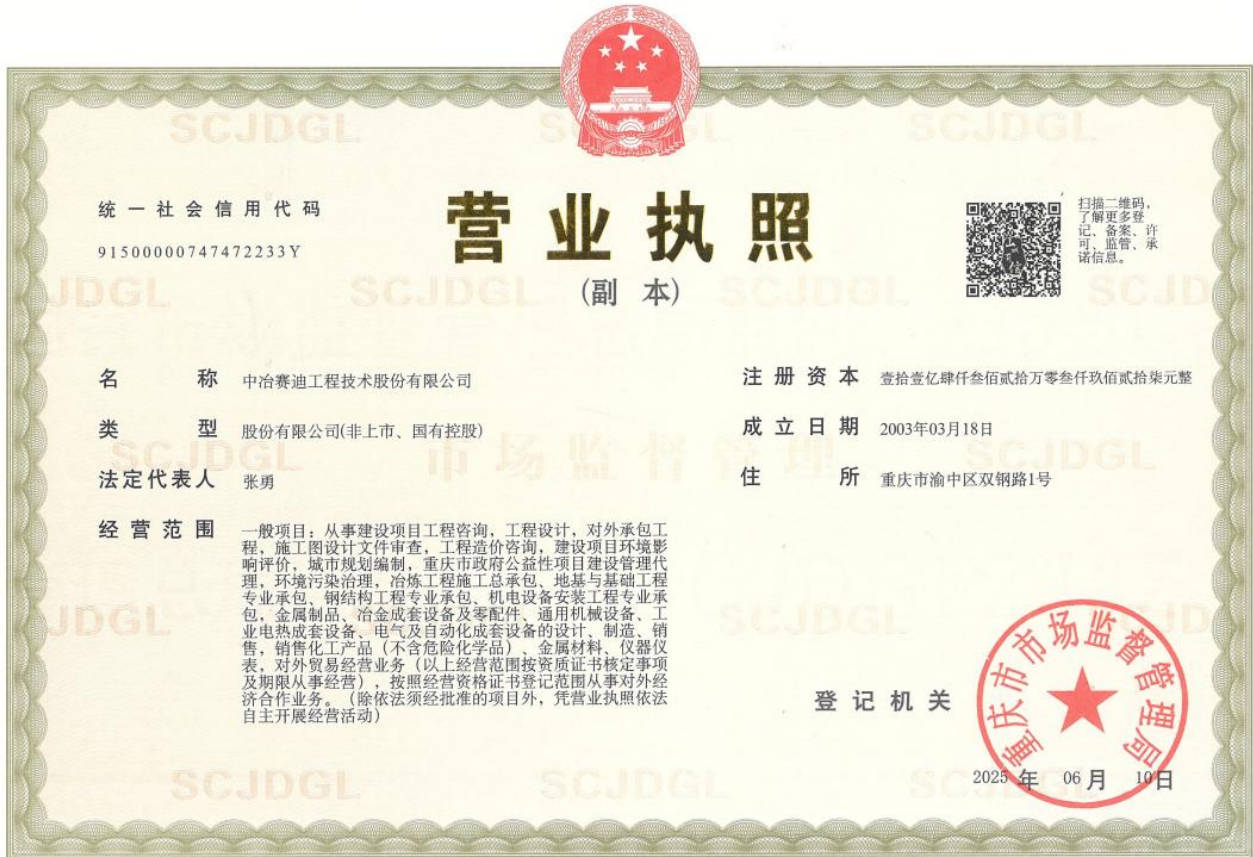 统一社会信用代码
91500000747472233Y
营业执照
(副 本)
扫描二维码,
了解更多登
记、备案、许
可、监管、承
诺信息。
名 称 中冶赛迪工程技术股份有限公司
类 型 股份有限公司(非上市、国有控股)
法定代表人 张勇
经营范围 一般项目:从事建设项目工程咨询,工程设计,对外承包工
程,施工图设计文件审查,工程造价咨询,建设项目环境影
响评价,城市规划编制,重庆市政府公益性项目建设管理代
理,环境污染治理,冶炼工程施工总承包、地基与基础工程
专业承包、钢结构工程专业承包、机电设备安装工程专业承
包,金属制品、冶金成套设备及零配件、通用机械设备、工
业电热成套设备、电气及自动化成套设备的设计、制造、销
售,销售化工产品(不含危险化学品)、金属材料、仪器仪
表,对外贸易经营业务(以上经营范围按资质证书核定事项
及期限从事经营),按照经营资格证书登记范围从事对外经
济合作业务。(除依法须经批准的项目外,凭营业执照依法
自主开展经营活动)
注册资本 壹拾壹亿肆仟叁佰贰拾万零叁仟玖佰贰拾柒元整
成立日期 2003年03月18日
住 所 重庆市渝中区双钢路1号
登记机关
重庆市市场监督管理局
2025 年 06 月 10 日
SCJDGL
市场监督管理